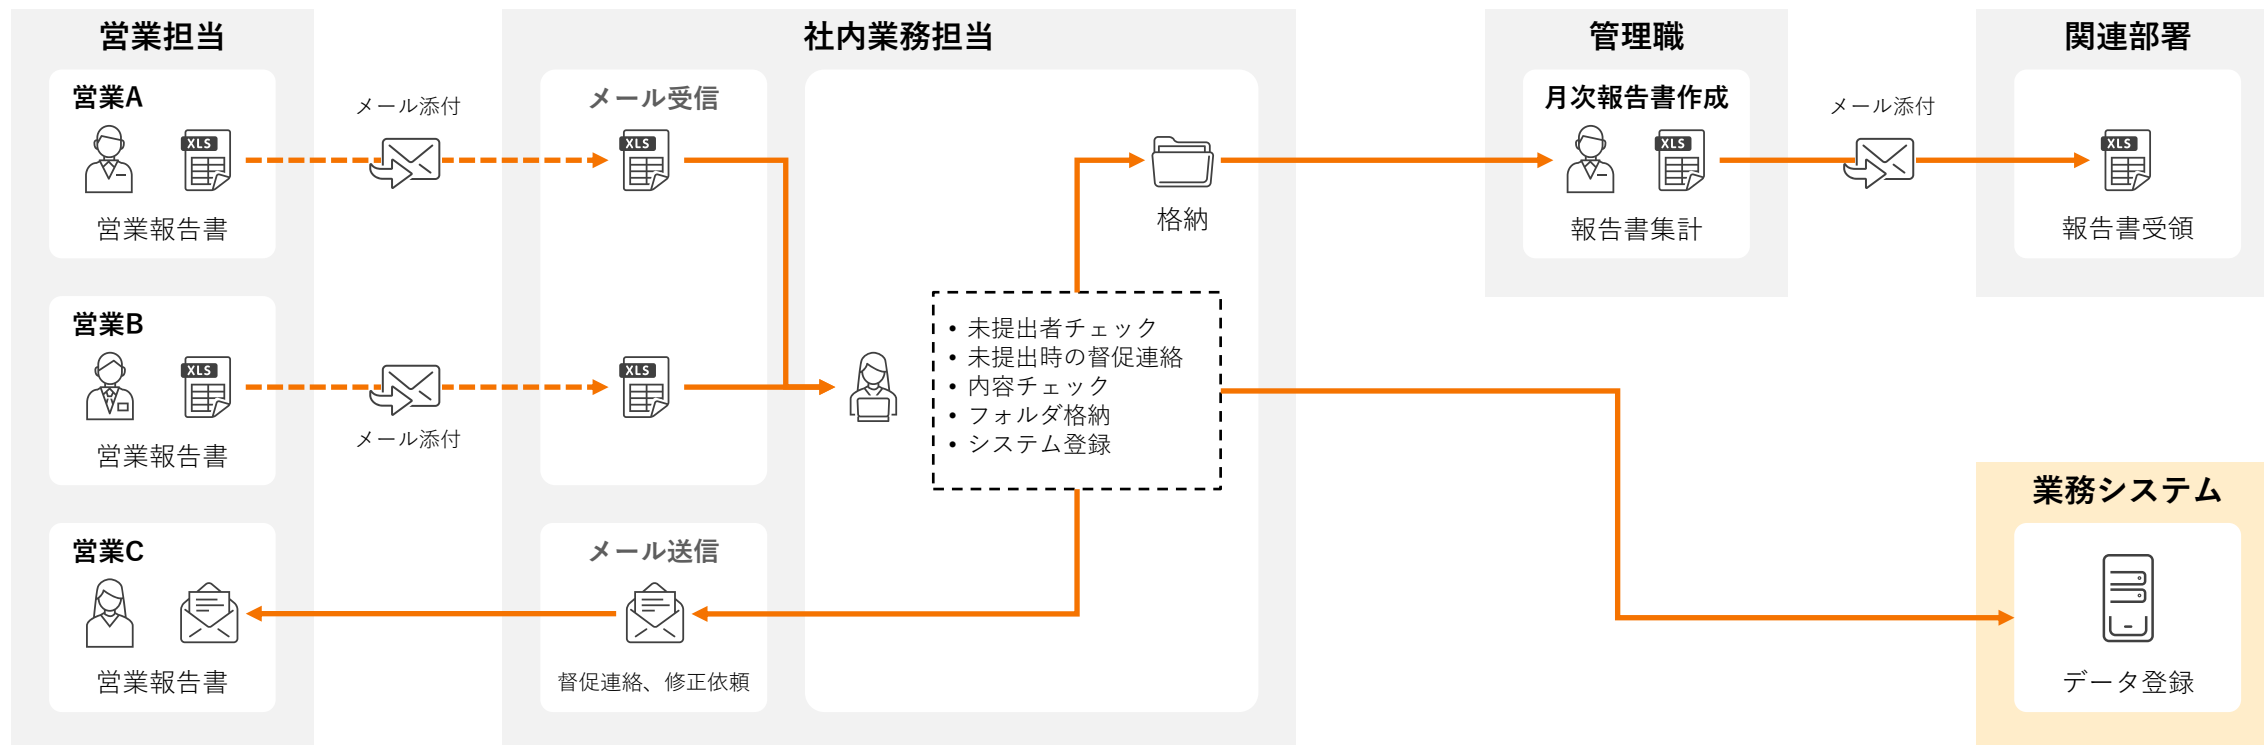 営業担当
営業A
XLS
営業報告書
メール添付
営業B
XLS
営業報告書
メール添付
営業C
営業報告書
社内業務担当
メール受信
XLS
XLS
メール送信
督促連絡、修正依頼
格納
• 未提出者チェック
• 未提出時の督促連絡
• 内容チェック
• フォルダ格納
• システム登録
管理職
月次報告書作成
XLS
報告書集計
メール添付
関連部署
XLS
報告書受領
業務システム
データ登録